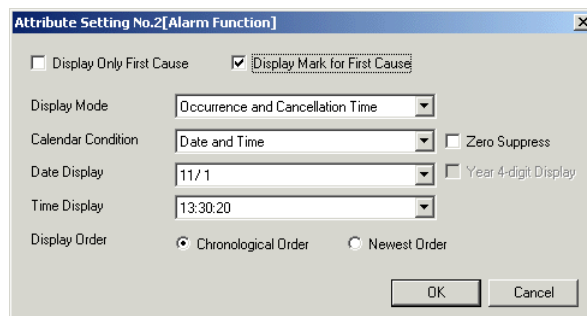 Attribute Setting No.2[Alarm Function]
Display Only First Cause Display Mark for First Cause
Display Mode Occurrence and Cancellation Time
Calendar Condition Date and Time Zero Suppress
Date Display 11/ 1 Year 4-digit Display
Time Display 13:30:20
Display Order Chronological Order Newest Order
OK Cancel